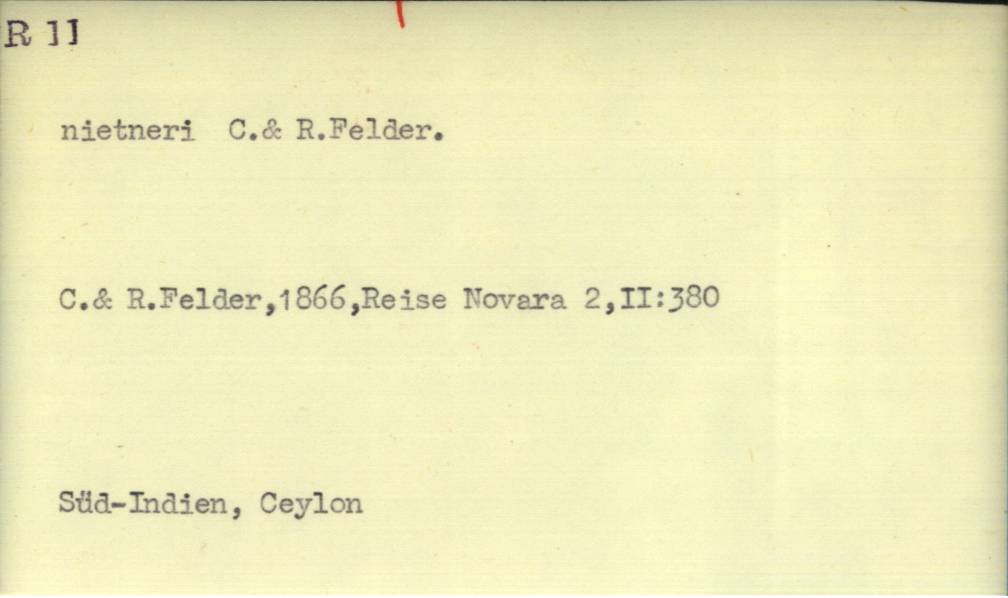 R 11
nietneri C.& R.Felder.
C.& R.Felder,1866,Reise Novara 2,II:380
Süd-Indien, Ceylon